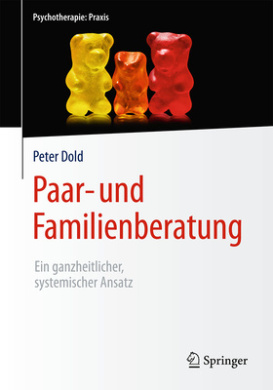 Psychotherapie: Praxis
Peter Dold
Paar- und
Familienberatung
Ein ganzheitlicher,
systemischer Ansatz
Springer